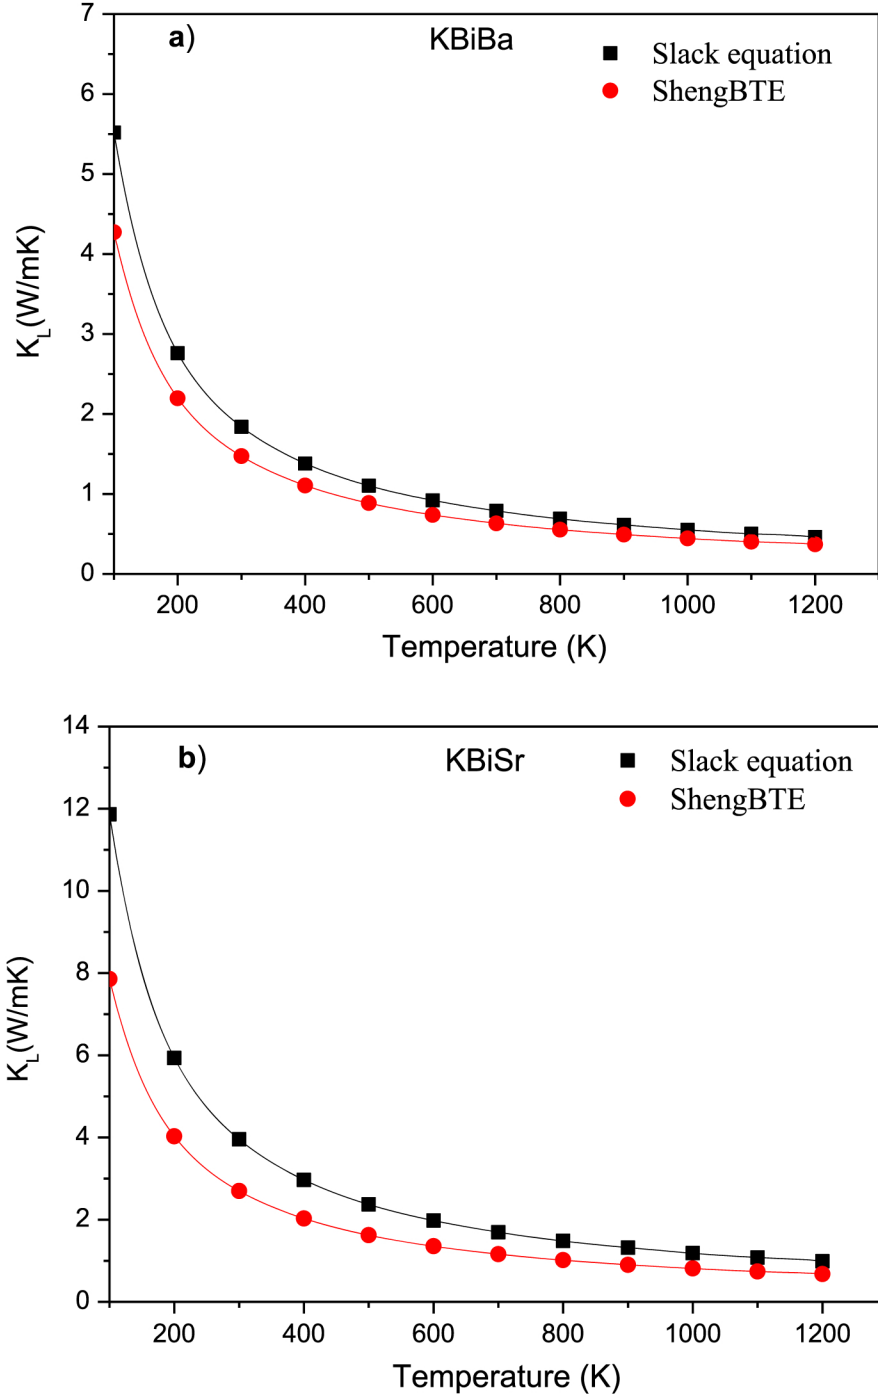 a)
KBiBa
Slack equation
ShengBTE
7
6
5
4
3
2
1
0
K_L(W/mK)
200 400 600 800 1000 1200
Temperature (K)
b)
KBiSr
Slack equation
ShengBTE
14
12
10
8
6
4
2
0
K_L(W/mK)
200 400 600 800 1000 1200
Temperature (K)